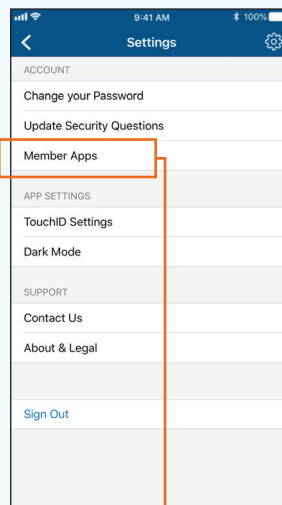 9:41 AM
100%
Settings
ACCOUNT
Change your Password
Update Security Questions
Member Apps
APP SETTINGS
TouchID Settings
Dark Mode
SUPPORT
Contact Us
About & Legal
Sign Out